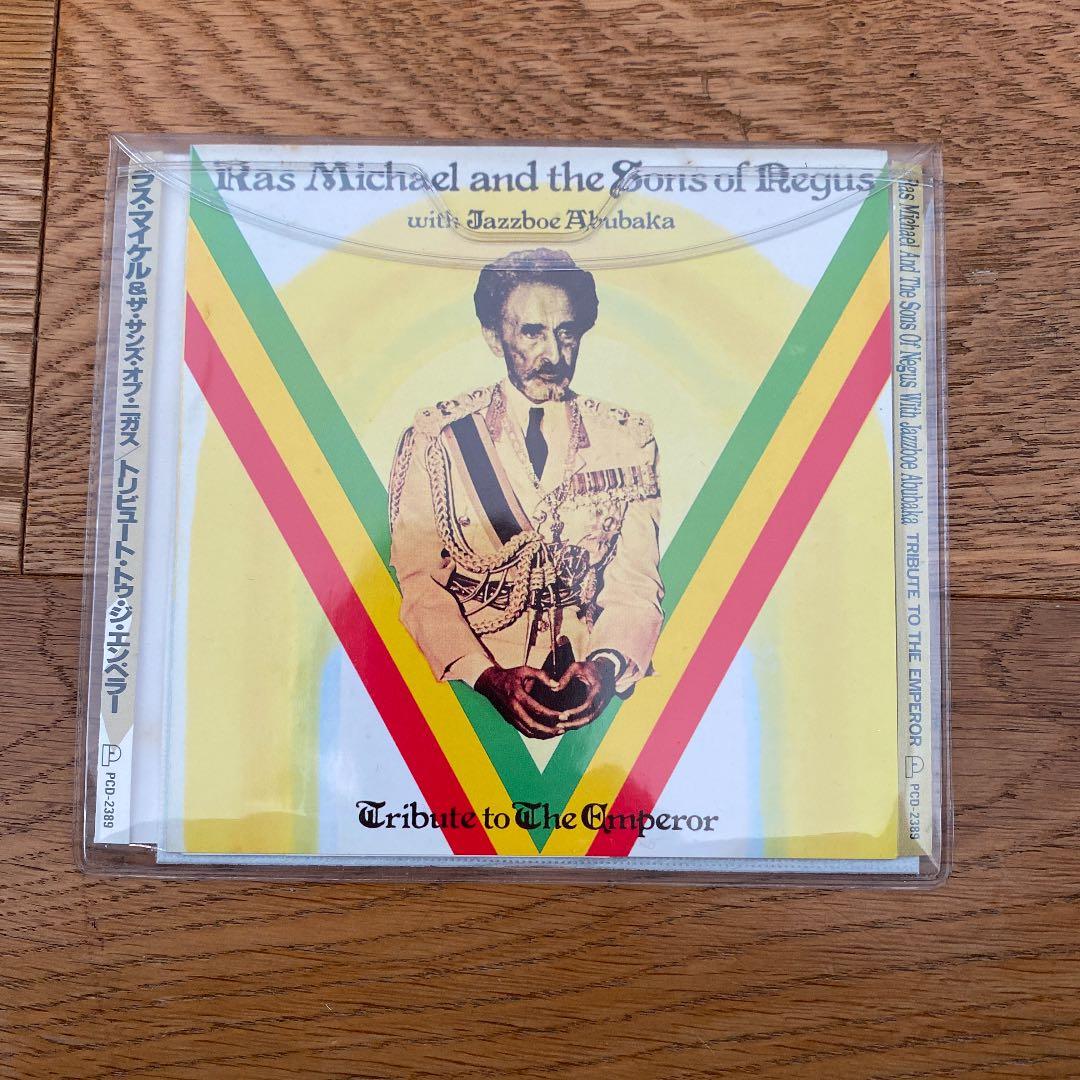 Ras Michael and the Sons of Negus
with Jazzboe Abubaka
Tribute to The Emperor
ラス・マイケル&ザ・サンズ・オブ・ニガス/トリビュート・トゥ・ジ・エンペラー
P PCD-2389
Ras Michael And The Sons Of Negus With Jazzboe Abubaka TRIBUTE TO THE EMPEROR P PCD-2389